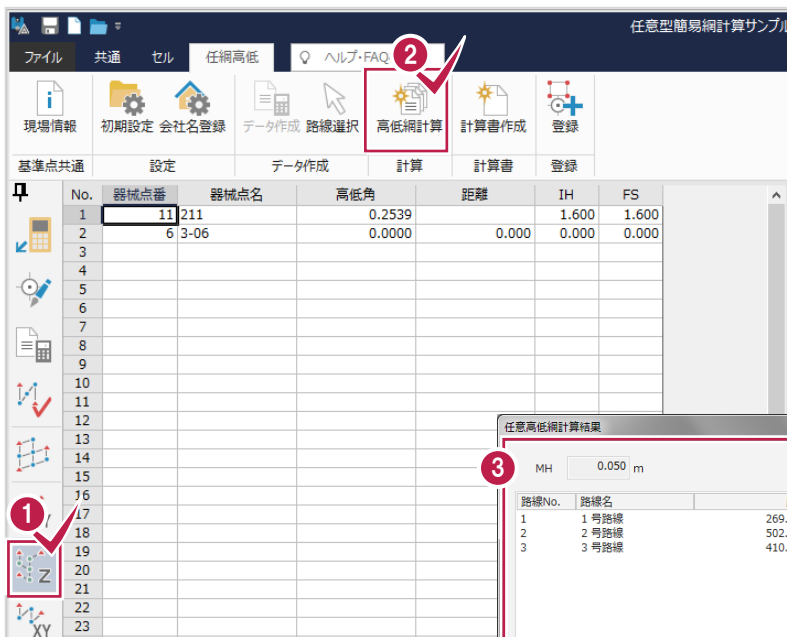 任意型簡易網計算サンプル
ファイル 共通 セル 任網高低 ヘルプ・FAQ
2
現場情報 初期設定 会社名登録 データ作成 路線選択 高低網計算 計算書作成 登録
基準点共通 設定 データ作成 計算 計算書 登録
No. 器械点番 器械点名 高低角 距離 IH FS
1 11 211 0.2539 1.600 1.600
2 6 3-06 0.0000 0.000 0.000 0.000
3
4
5
6
7
8
9
10
11
12
13
14
15
16
17
18
19
20
21
22
23
1
Z
XY
任意高低網計算結果
3
MH 0.050 m
路線No. 路線名
1 1 号路線 269.
2 2 号路線 502.
3 3 号路線 410.